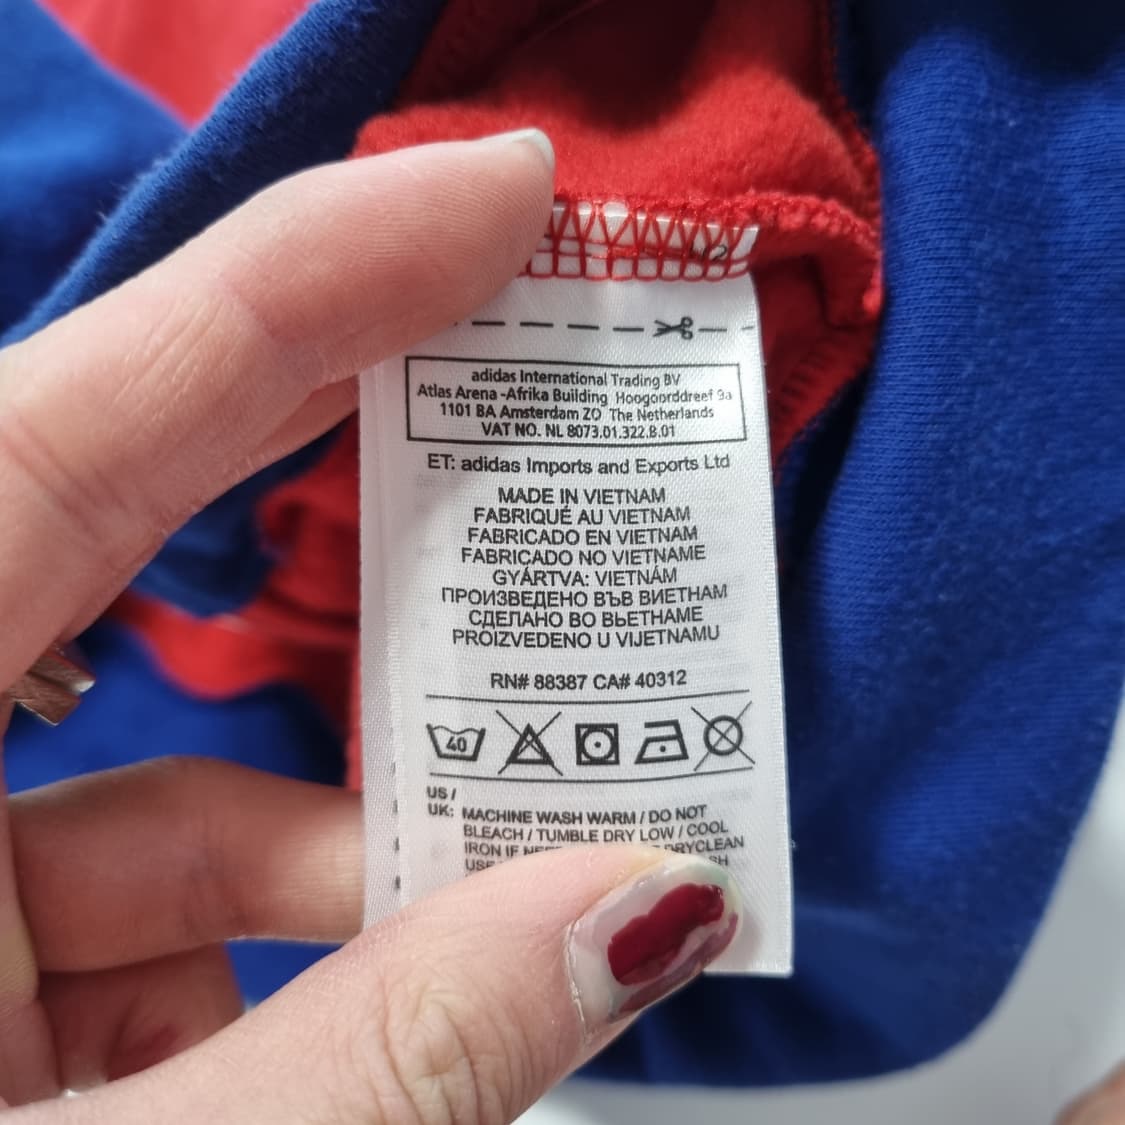 adidas International Trading BV
Atlas Arena -Afrika Building Hoogoorddreef 9a
1101 BA Amsterdam ZO The Netherlands
VAT NO. NL 8073.01.322.B.01
ET: adidas Imports and Exports Ltd
MADE IN VIETNAM
FABRIQUÉ AU VIETNAM
FABRICADO EN VIETNAM
FABRICADO NO VIETNAME
GYÁRTVA: VIETNÁM
ПРОИЗВЕДЕНО ВЪВ ВИЕТНАМ
СДЕЛАНО ВО ВЬЕТНАМЕ
PROIZVEDENO U VIJETNAMU
RN# 88387 CA# 40312
40
US /
UK: MACHINE WASH WARM / DO NOT
BLEACH / TUMBLE DRY LOW / COOL
IRON IF